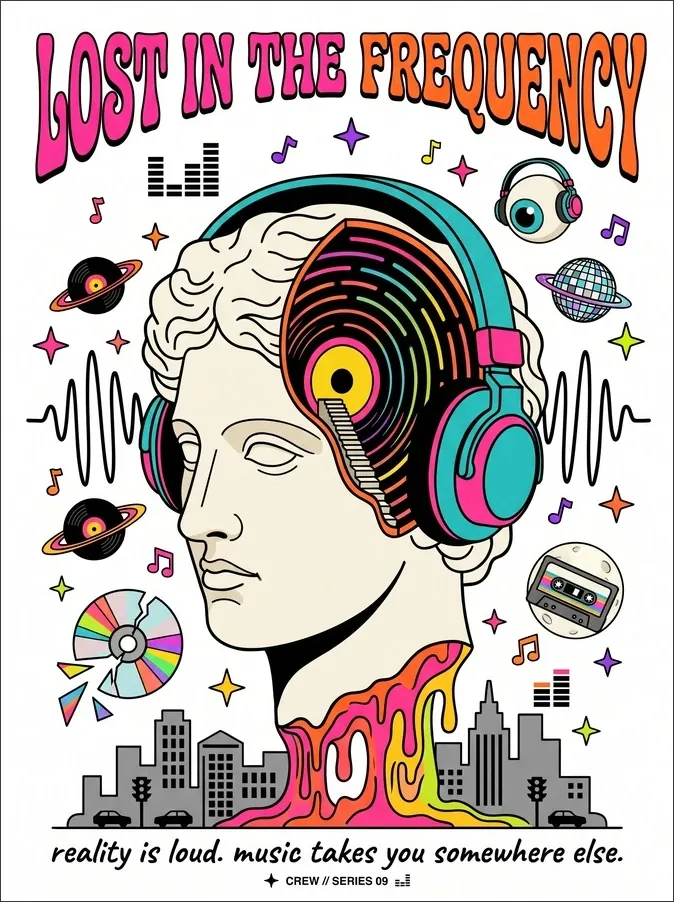 LOST IN THE FREQUENCY
reality is loud. music takes you somewhere else.
CREW // SERIES 09